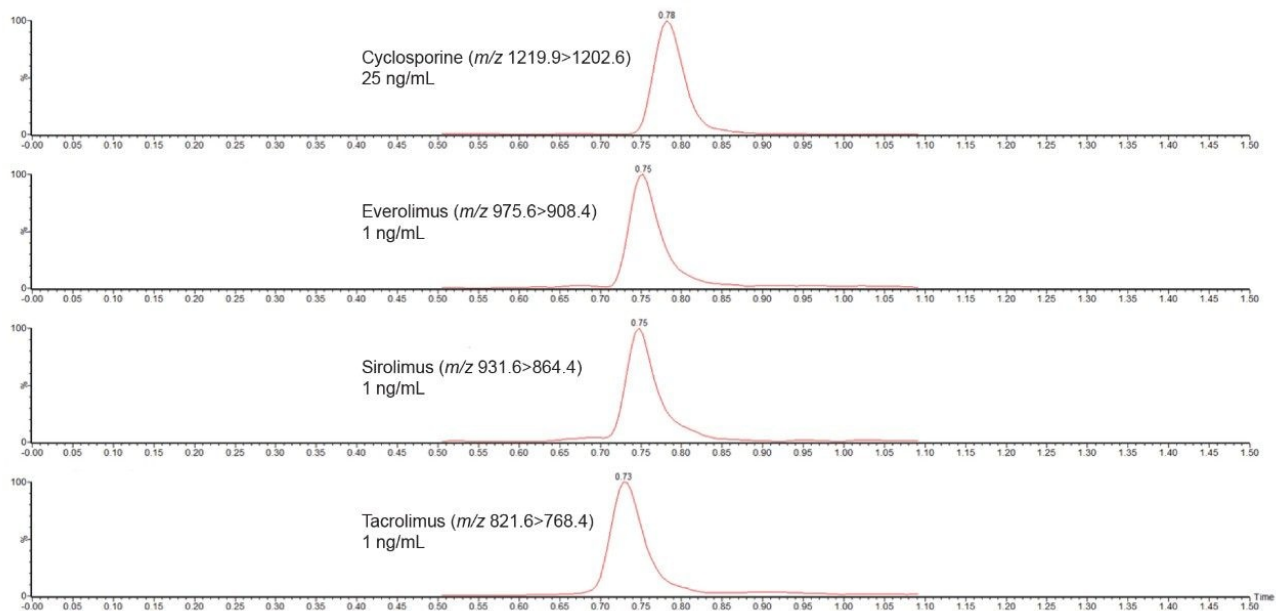 0.78
100
Cyclosporine (m/z 1219.9>1202.6)
25 ng/mL
%
0
-0.00 0.05 0.10 0.15 0.20 0.25 0.30 0.35 0.40 0.45 0.50 0.55 0.60 0.65 0.70 0.75 0.80 0.85 0.90 0.95 1.00 1.05 1.10 1.15 1.20 1.25 1.30 1.35 1.40 1.45 1.50
0.75
100
Everolimus (m/z 975.6>908.4)
1 ng/mL
%
0
-0.00 0.05 0.10 0.15 0.20 0.25 0.30 0.35 0.40 0.45 0.50 0.55 0.60 0.65 0.70 0.75 0.80 0.85 0.90 0.95 1.00 1.05 1.10 1.15 1.20 1.25 1.30 1.35 1.40 1.45 1.50
0.75
100
Sirolimus (m/z 931.6>864.4)
1 ng/mL
%
0
-0.00 0.05 0.10 0.15 0.20 0.25 0.30 0.35 0.40 0.45 0.50 0.55 0.60 0.65 0.70 0.75 0.80 0.85 0.90 0.95 1.00 1.05 1.10 1.15 1.20 1.25 1.30 1.35 1.40 1.45 1.50
0.73
100
Tacrolimus (m/z 821.6>768.4)
1 ng/mL
%
0
Time
-0.00 0.05 0.10 0.15 0.20 0.25 0.30 0.35 0.40 0.45 0.50 0.55 0.60 0.65 0.70 0.75 0.80 0.85 0.90 0.95 1.00 1.05 1.10 1.15 1.20 1.25 1.30 1.35 1.40 1.45 1.50